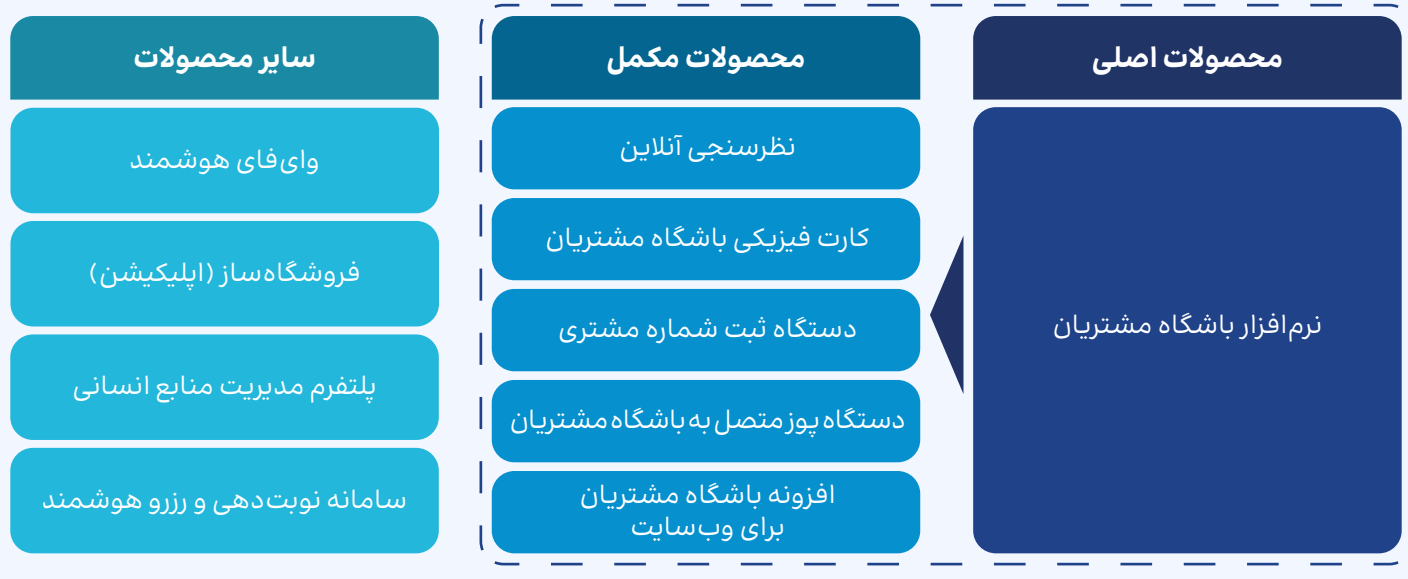 محصولات اصلی
نرم‌افزار باشگاه مشتریان
محصولات مکمل
نظرسنجی آنلاین
کارت فیزیکی باشگاه مشتریان
دستگاه ثبت شماره مشتری
دستگاه پوز متصل به باشگاه مشتریان
افزونه باشگاه مشتریان
برای وب‌سایت
سایر محصولات
وای‌فای هوشمند
فروشگاه‌ساز (اپلیکیشن)
پلتفرم مدیریت منابع انسانی
سامانه نوبت‌دهی و رزرو هوشمند